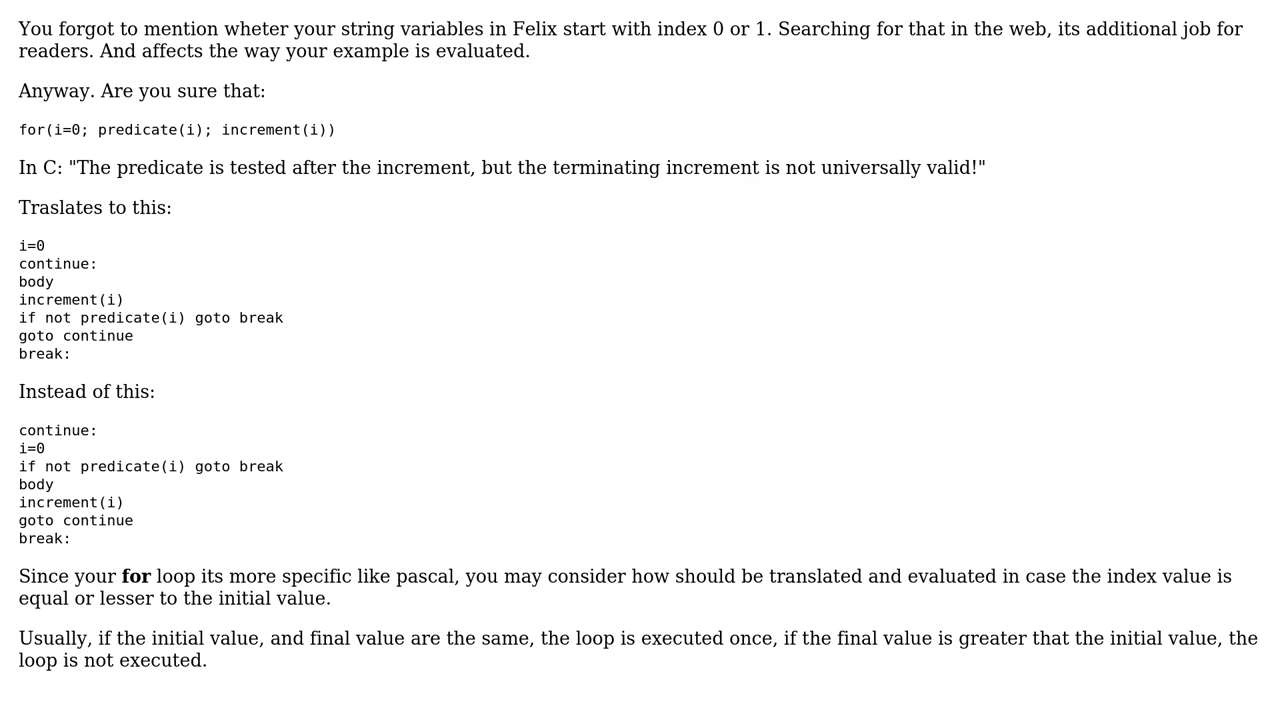 You forgot to mention wheter your string variables in Felix start with index 0 or 1. Searching for that in the web, its additional job for
readers. And affects the way your example is evaluated.
Anyway. Are you sure that:
for(i=0; predicate(i); increment(i))
In C: "The predicate is tested after the increment, but the terminating increment is not universally valid!"
Traslates to this:
i=0
continue:
body
increment(i)
if not predicate(i) goto break
goto continue
break:
Instead of this:
continue:
i=0
if not predicate(i) goto break
body
increment(i)
goto continue
break:
Since your for loop its more specific like pascal, you may consider how should be translated and evaluated in case the index value is
equal or lesser to the initial value.
Usually, if the initial value, and final value are the same, the loop is executed once, if the final value is greater that the initial value, the
loop is not executed.